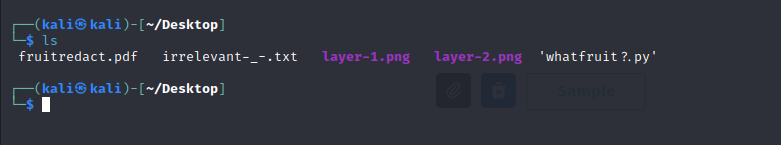 ┌──(kali㉿kali)-[~/Desktop]
└─$ ls
fruitredact.pdf   irrelevant-_-.txt   layer-1.png   layer-2.png  'whatfruit?.py'
┌──(kali㉿kali)-[~/Desktop]
└─$
Sample